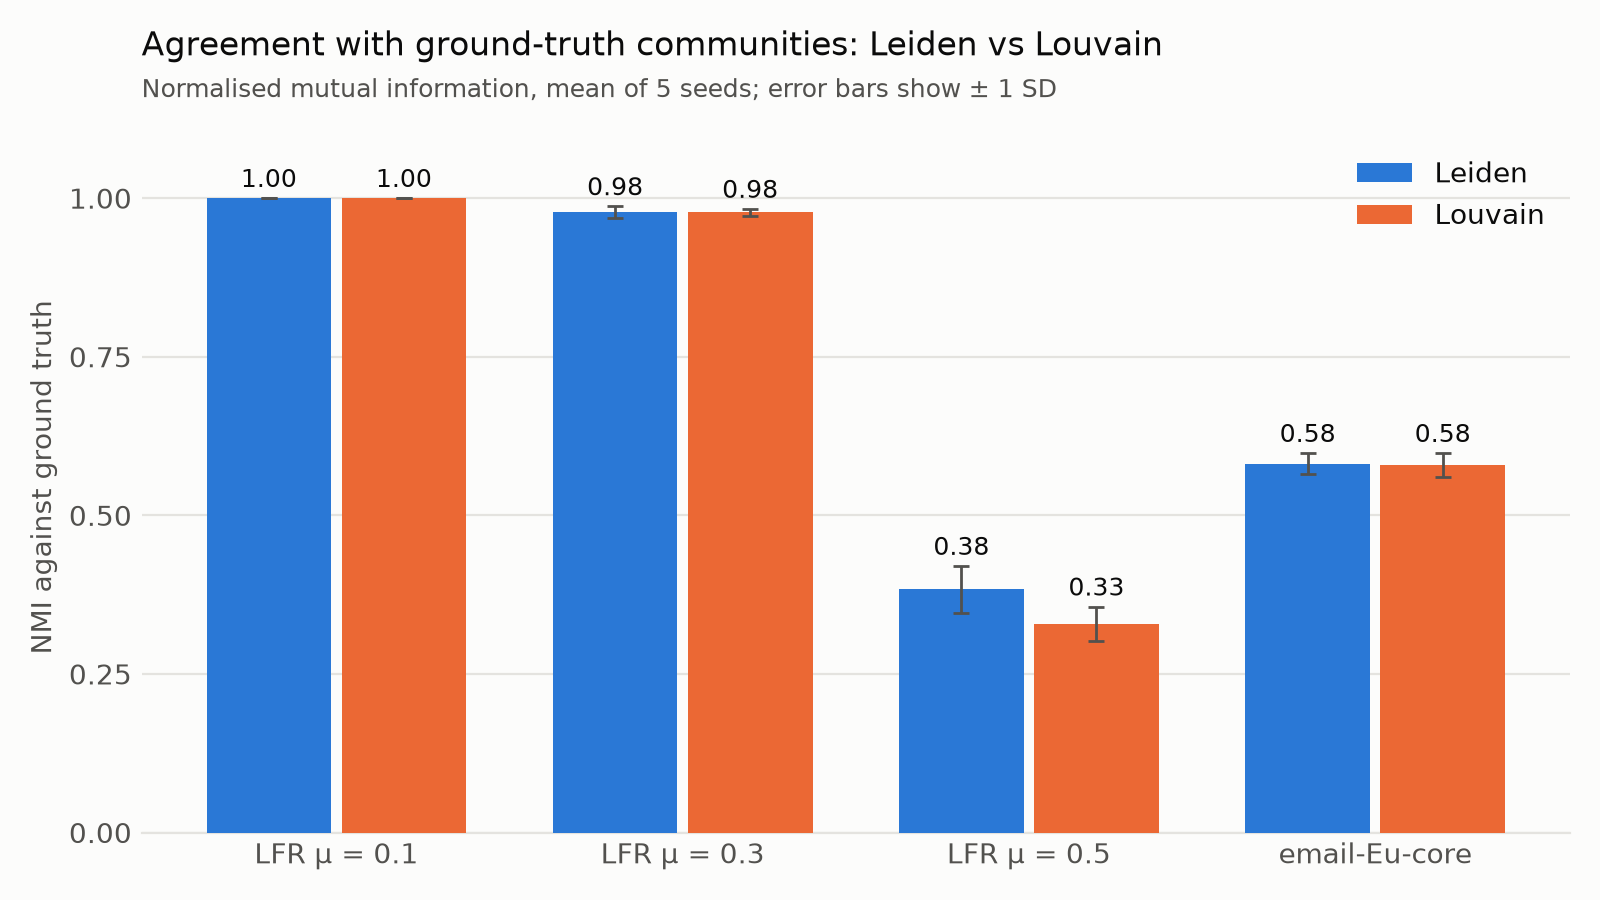 Agreement with ground-truth communities: Leiden vs Louvain
Normalised mutual information, mean of 5 seeds; error bars show ± 1 SD
Leiden
Louvain
NMI against ground truth
1.00
0.75
0.50
0.25
0.00
1.00
1.00
0.98
0.98
0.38
0.33
0.58
0.58
LFR µ = 0.1
LFR µ = 0.3
LFR µ = 0.5
email-Eu-core